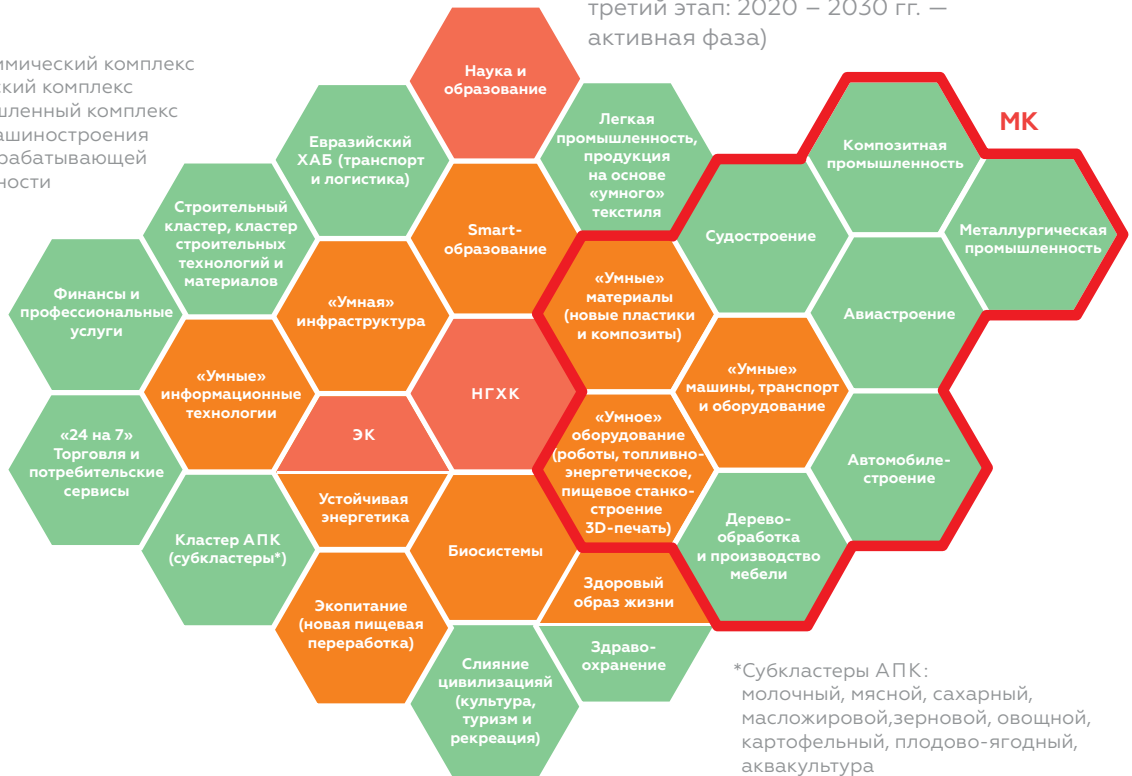 третий этап: 2020 – 2030 гг. —
активная фаза)
имический комплекс
ский комплекс
шленный комплекс
ашиностроения
рабатывающей
ности
Наука и
образование
Евразийский
ХАБ (транспорт
и логистика)
Легкая
промышленность,
продукция
на основе
«умного»
текстиля
Композитная
промышленность
МК
Строительный
кластер, кластер
строительных
технологий и
материалов
Smart-
образование
Судостроение
Металлургическая
промышленность
Финансы и
профессиональные
услуги
«Умная»
инфраструктура
«Умные»
материалы
(новые пластики
и композиты)
Авиастроение
«Умные»
информационные
технологии
НГХК
«Умные»
машины, транспорт
и оборудование
«24 на 7»
Торговля и
потребительские
сервисы
ЭК
Устойчивая
энергетика
«Умное»
оборудование
(роботы, топливно-
энергетическое,
пищевое станко-
строение
3D-печать)
Автомобиле-
строение
Кластер АПК
(субкластеры*)
Биосистемы
Дерево-
обработка
и производство
мебели
Экопитание
(новая пищевая
переработка)
Здоровый
образ жизни
Здраво-
охранение
Слияние
цивилизацияй
(культура,
туризм и
рекреация)
*Субкластеры АПК:
молочный, мясной, сахарный,
масложировой,зерновой, овощной,
картофельный, плодово-ягодный,
аквакультура